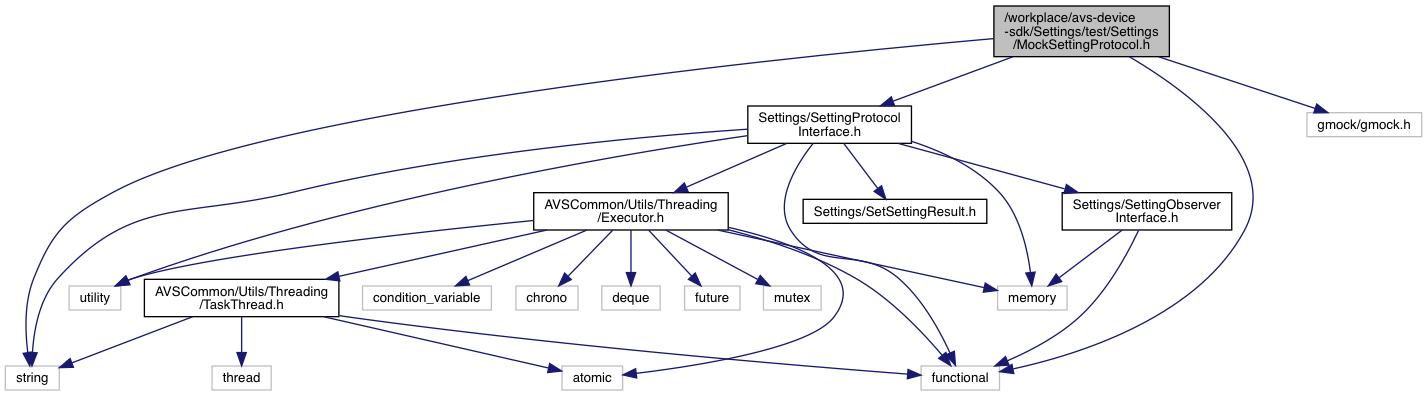 /workplace/avs-device
-sdk/Settings/test/Settings
/MockSettingProtocol.h
Settings/SettingProtocol
Interface.h
gmock/gmock.h
AVSCommon/Utils/Threading
/Executor.h
Settings/SetSettingResult.h
Settings/SettingObserver
Interface.h
utility
AVSCommon/Utils/Threading
/TaskThread.h
condition_variable
chrono
deque
future
mutex
memory
string
thread
atomic
functional